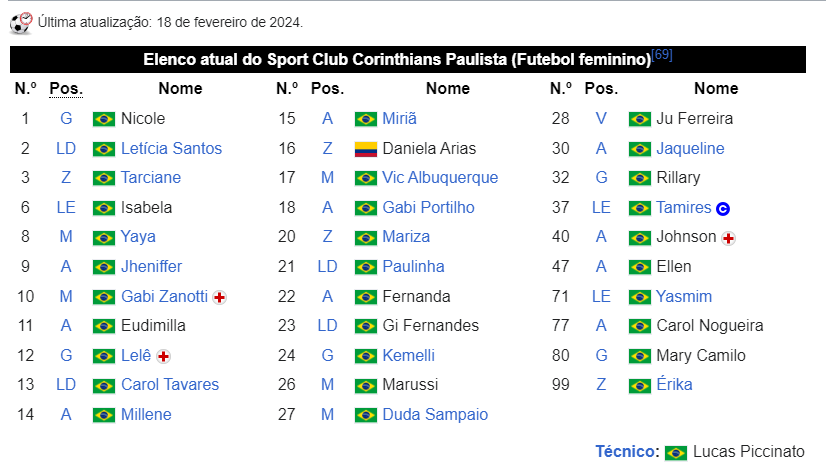 Última atualização: 18 de fevereiro de 2024.
Elenco atual do Sport Club Corinthians Paulista (Futebol feminino)[69]
N.º Pos. Nome N.º Pos. Nome N.º Pos. Nome
1 G Nicole 15 A Miriã 28 V Ju Ferreira
2 LD Letícia Santos 16 Z Daniela Arias 30 A Jaqueline
3 Z Tarciane 17 M Vic Albuquerque 32 G Rillary
6 LE Isabela 18 A Gabi Portilho 37 LE Tamires C
8 M Yaya 20 Z Mariza 40 A Johnson
9 A Jheniffer 21 LD Paulinha 47 A Ellen
10 M Gabi Zanotti 22 A Fernanda 71 LE Yasmim
11 A Eudimilla 23 LD Gi Fernandes 77 A Carol Nogueira
12 G Lelê 24 G Kemelli 80 G Mary Camilo
13 LD Carol Tavares 26 M Marussi 99 Z Érika
14 A Millene 27 M Duda Sampaio
Técnico: Lucas Piccinato